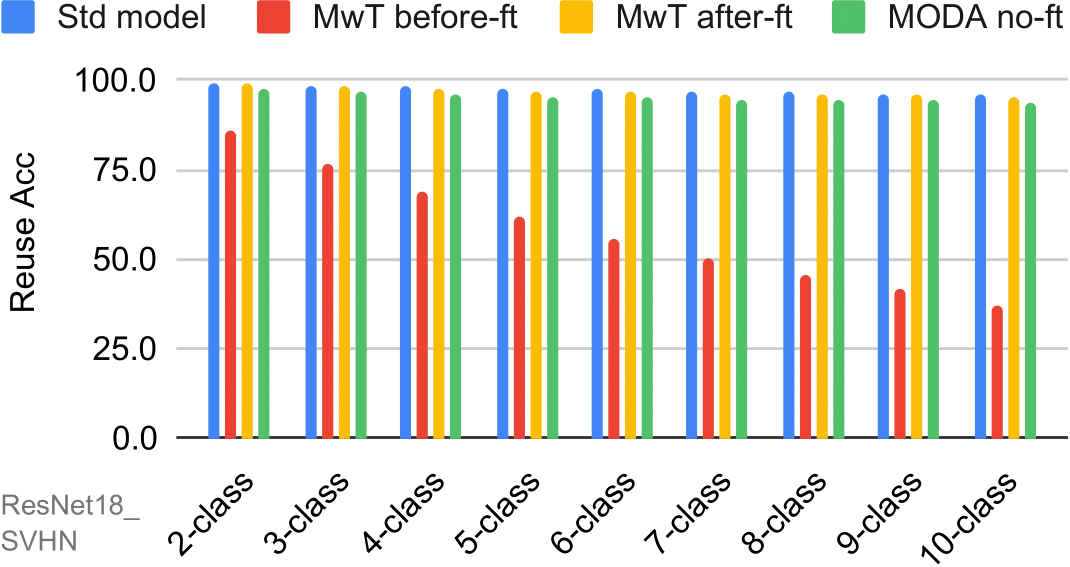 Std model MwT before-ft MwT after-ft MODA no-ft
Reuse Acc
100.0
75.0
50.0
25.0
0.0
2-class 3-class 4-class 5-class 6-class 7-class 8-class 9-class 10-class
ResNet18_
SVHN